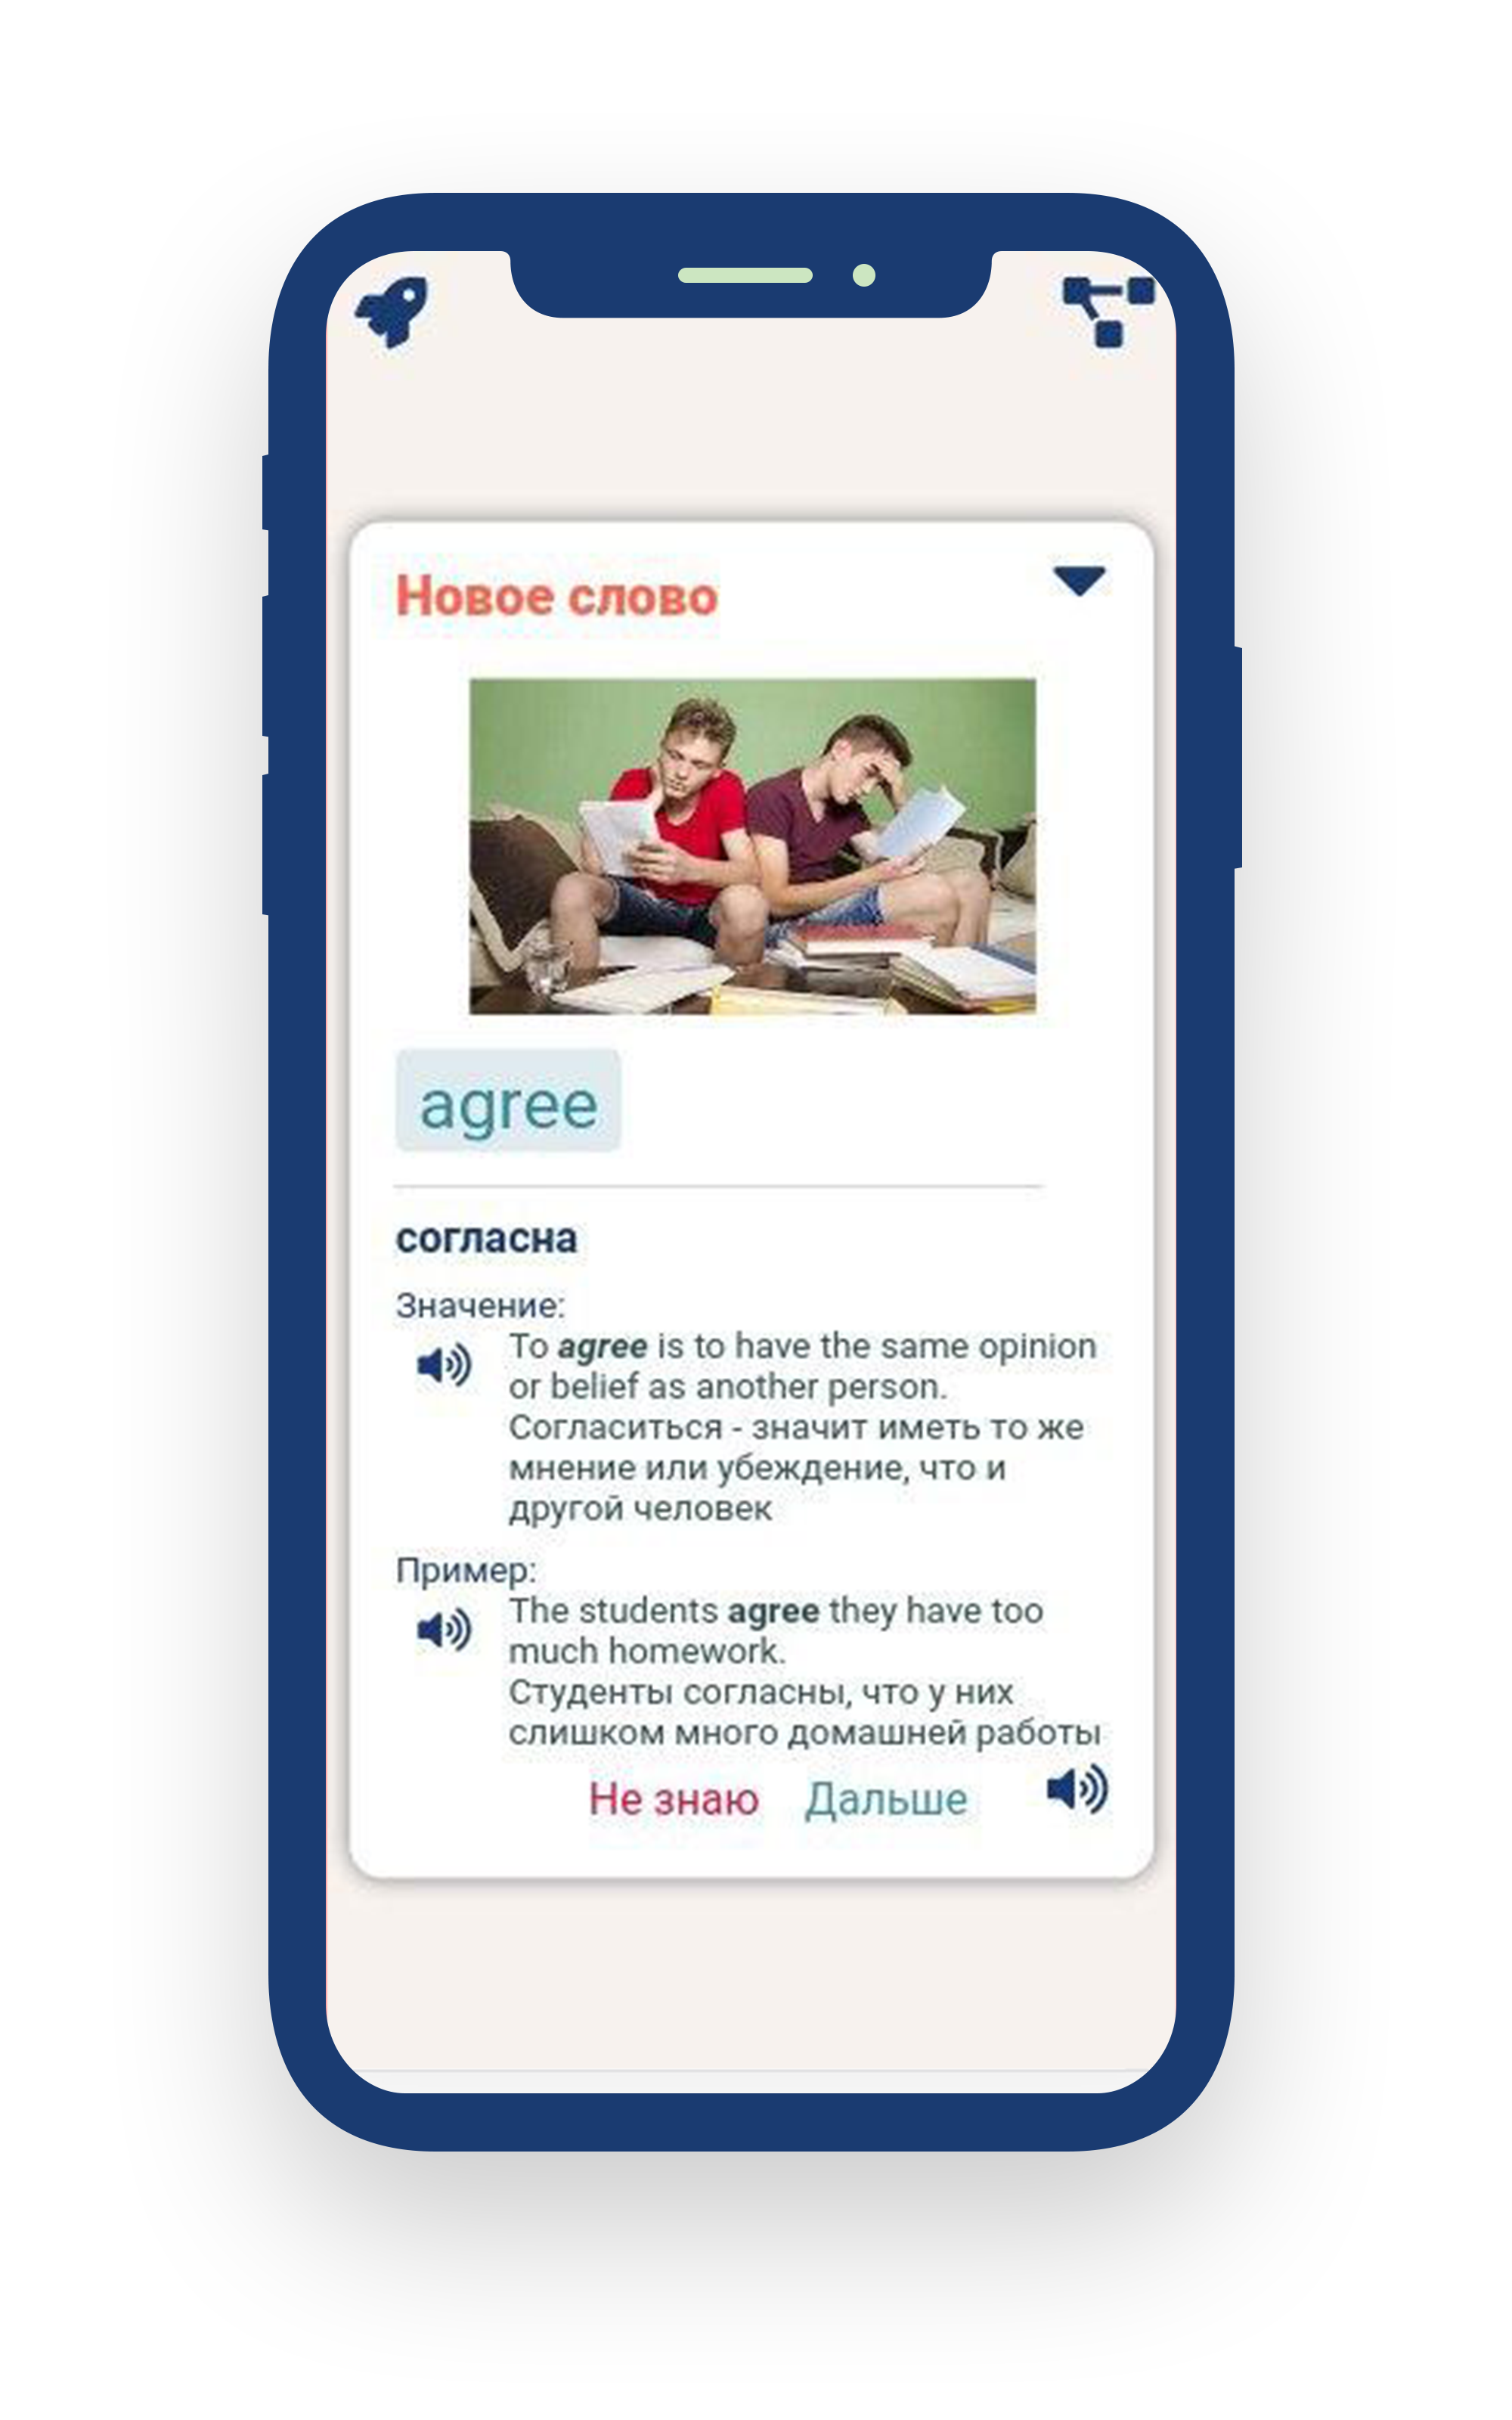 Новое слово
agree
согласна
Значение:
To agree is to have the same opinion
or belief as another person.
Согласиться - значит иметь то же
мнение или убеждение, что и
другой человек
Пример:
The students agree they have too
much homework.
Студенты согласны, что у них
слишком много домашней работы
Не знаю Дальше